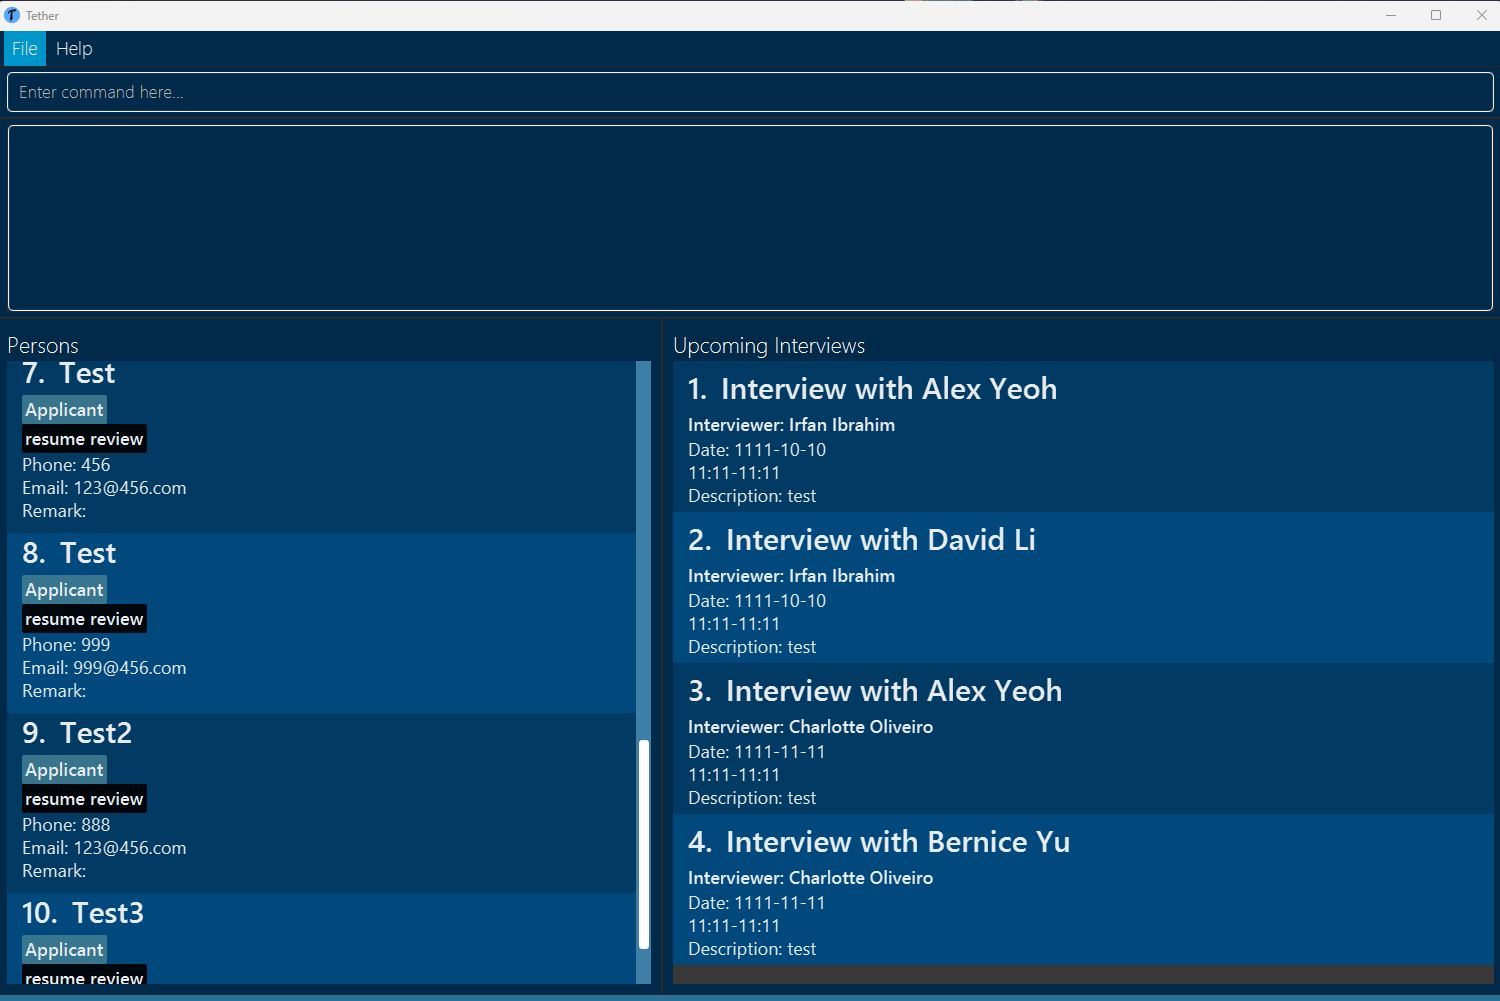 Tether
File Help
Enter command here...
Persons
7. Test
Applicant
resume review
Phone: 456
Email: 123@456.com
Remark:
8. Test
Applicant
resume review
Phone: 999
Email: 999@456.com
Remark:
9. Test2
Applicant
resume review
Phone: 888
Email: 123@456.com
Remark:
10. Test3
Applicant
resume review
Upcoming Interviews
1. Interview with Alex Yeoh
Interviewer: Irfan Ibrahim
Date: 1111-10-10
11:11-11:11
Description: test
2. Interview with David Li
Interviewer: Irfan Ibrahim
Date: 1111-10-10
11:11-11:11
Description: test
3. Interview with Alex Yeoh
Interviewer: Charlotte Oliveiro
Date: 1111-11-11
11:11-11:11
Description: test
4. Interview with Bernice Yu
Interviewer: Charlotte Oliveiro
Date: 1111-11-11
11:11-11:11
Description: test